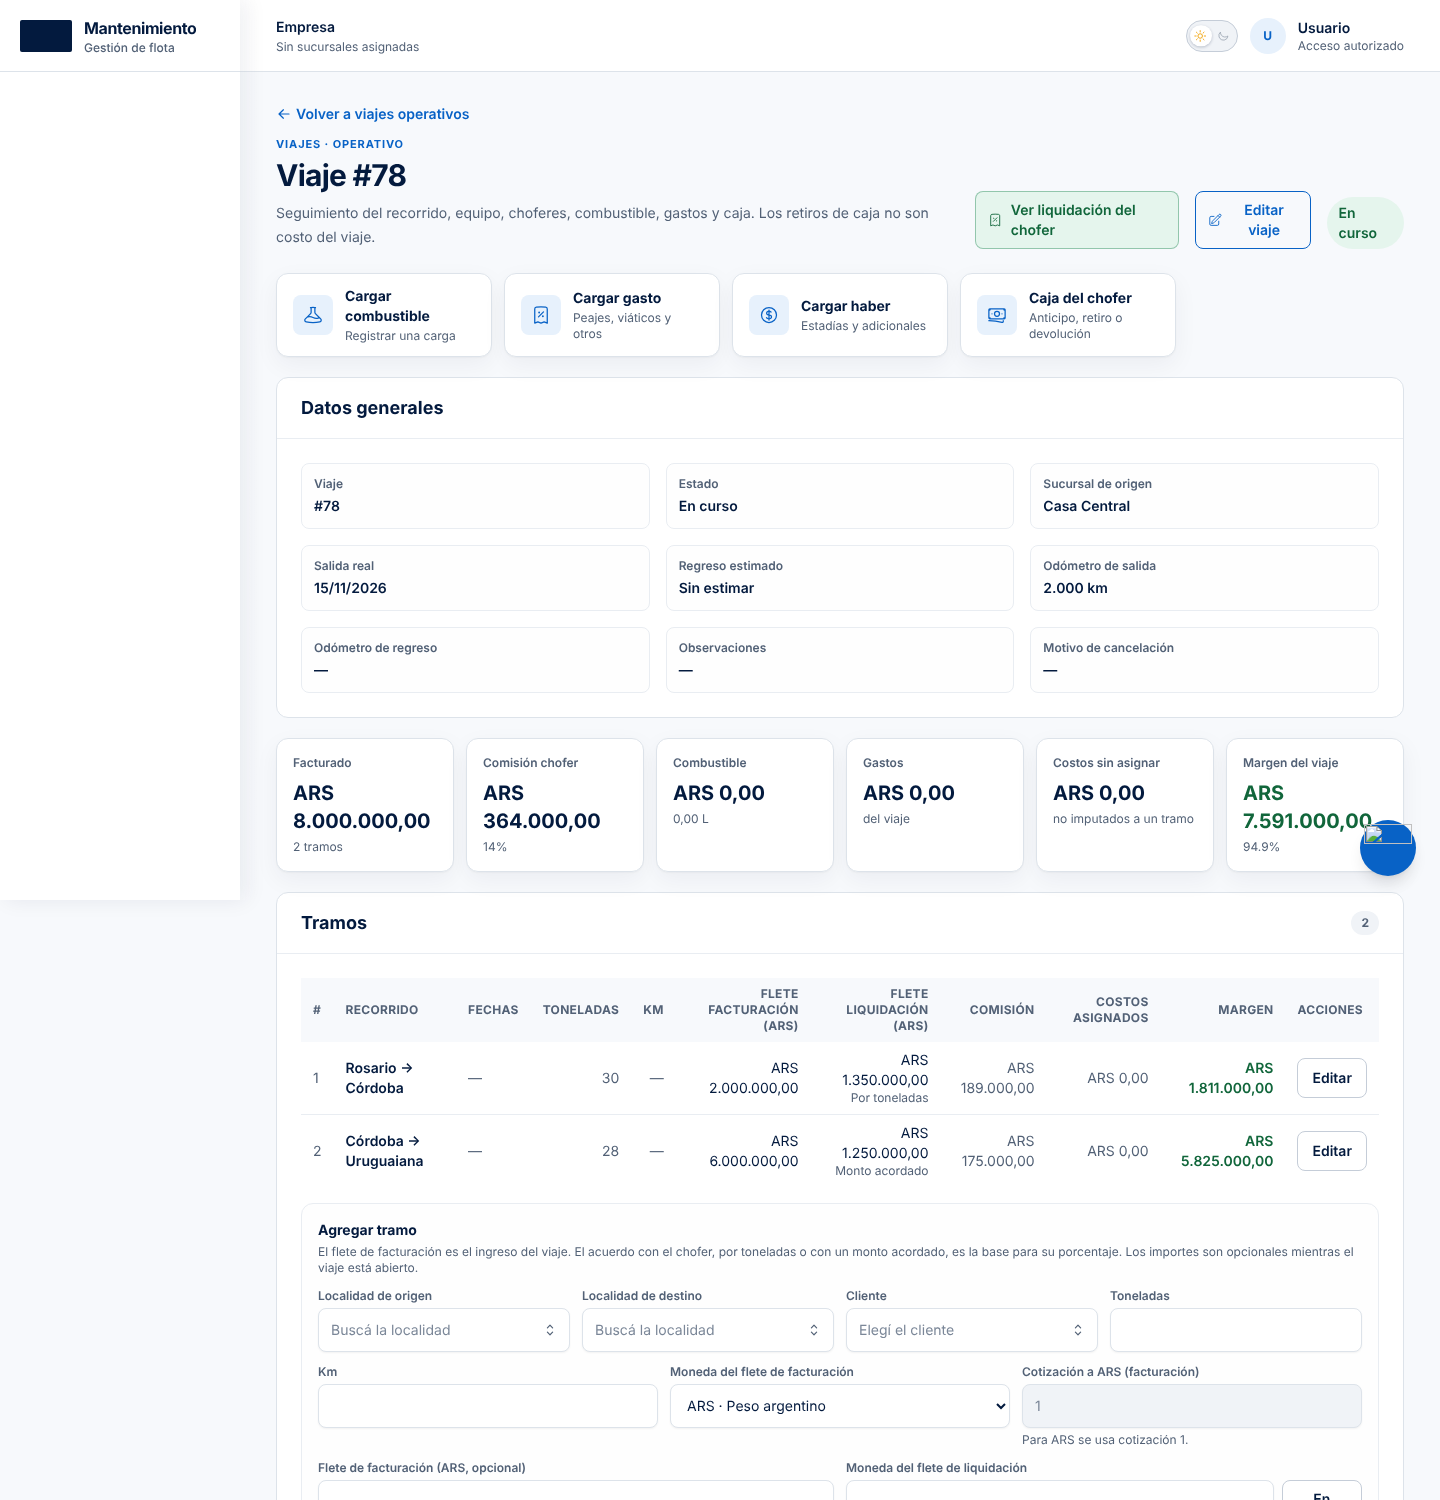 Mantenimiento
Gestión de flota
Empresa
Sin sucursales asignadas
U
Usuario
Acceso autorizado
← Volver a viajes operativos
VIAJES · OPERATIVO
Viaje #78
Seguimiento del recorrido, equipo, choferes, combustible, gastos y caja. Los retiros de caja no son
costo del viaje.
Ver liquidación del
chofer
Editar
viaje
En
curso
Cargar
combustible
Registrar una carga
Cargar gasto
Peajes, viáticos y
otros
Cargar haber
Estadías y adicionales
Caja del chofer
Anticipo, retiro o
devolución
Datos generales
Viaje
#78
Estado
En curso
Sucursal de origen
Casa Central
Salida real
15/11/2026
Regreso estimado
Sin estimar
Odómetro de salida
2.000 km
Odómetro de regreso
—
Observaciones
—
Motivo de cancelación
—
Facturado
ARS
8.000.000,00
2 tramos
Comisión chofer
ARS
364.000,00
14%
Combustible
ARS 0,00
0,00 L
Gastos
ARS 0,00
del viaje
Costos sin asignar
ARS 0,00
no imputados a un tramo
Margen del viaje
ARS
7.591.000,00
94.9%
Tramos
2
# RECORRIDO FECHAS TONELADAS KM FLETE FACTURACIÓN (ARS) FLETE LIQUIDACIÓN (ARS) COMISIÓN COSTOS ASIGNADOS MARGEN ACCIONES
1 Rosario → Córdoba — 30 — ARS 2.000.000,00 ARS 1.350.000,00 Por toneladas ARS 189.000,00 ARS 0,00 ARS 1.811.000,00 Editar
2 Córdoba → Uruguaiana — 28 — ARS 6.000.000,00 ARS 1.250.000,00 Monto acordado ARS 175.000,00 ARS 0,00 ARS 5.825.000,00 Editar
Agregar tramo
El flete de facturación es el ingreso del viaje. El acuerdo con el chofer, por toneladas o con un monto acordado, es la base para su porcentaje. Los importes son opcionales mientras el
viaje está abierto.
Localidad de origen
Buscá la localidad
Localidad de destino
Buscá la localidad
Cliente
Elegí el cliente
Toneladas
Km
Moneda del flete de facturación
ARS · Peso argentino
Cotización a ARS (facturación)
1
Para ARS se usa cotización 1.
Flete de facturación (ARS, opcional)
Moneda del flete de liquidación
En